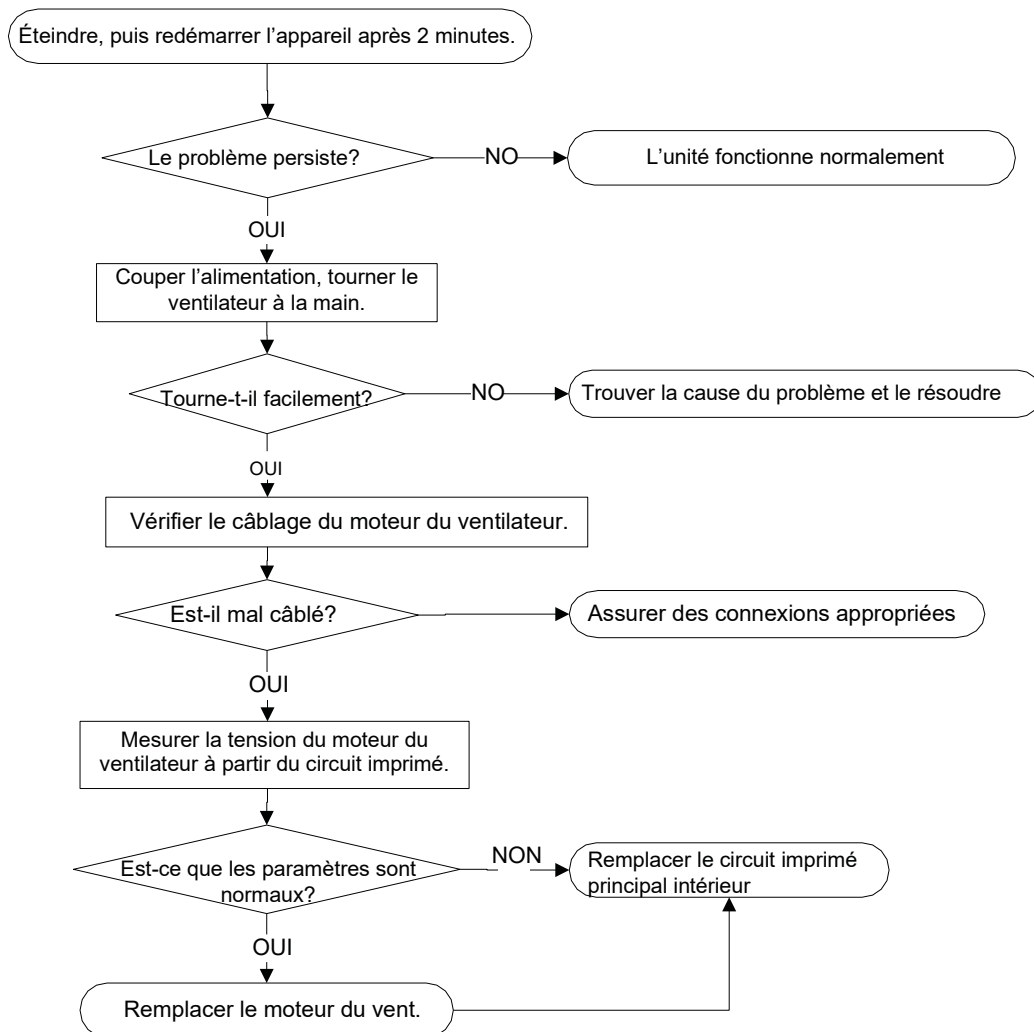 Éteindre, puis redémarrer l’appareil après 2 minutes.
Le problème persiste?
NO
L’unité fonctionne normalement
OUI
Couper l’alimentation, tourner le
ventilateur à la main.
Tourne-t-il facilement?
NO
Trouver la cause du problème et le résoudre
OUI
Vérifier le câblage du moteur du ventilateur.
Est-il mal câblé?
Assurer des connexions appropriées
OUI
Mesurer la tension du moteur du
ventilateur à partir du circuit imprimé.
Est-ce que les paramètres sont
normaux?
NON
Remplacer le circuit imprimé
principal intérieur
OUI
Remplacer le moteur du vent.